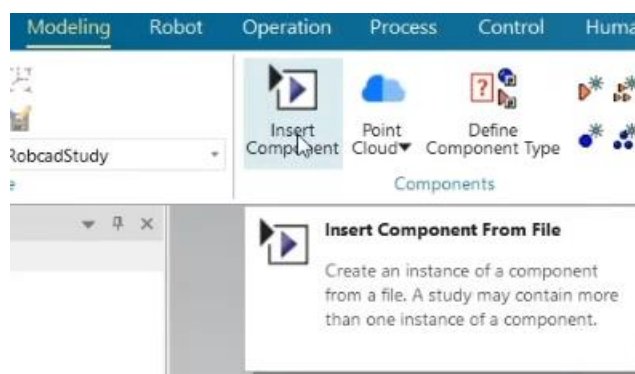 Modeling Robot Operation Process Control Huma
Insert Component
Point Cloud
Define Component Type
RobcadStudy
Components
Insert Component From File
Create an instance of a component
from a file. A study may contain more
than one instance of a component.